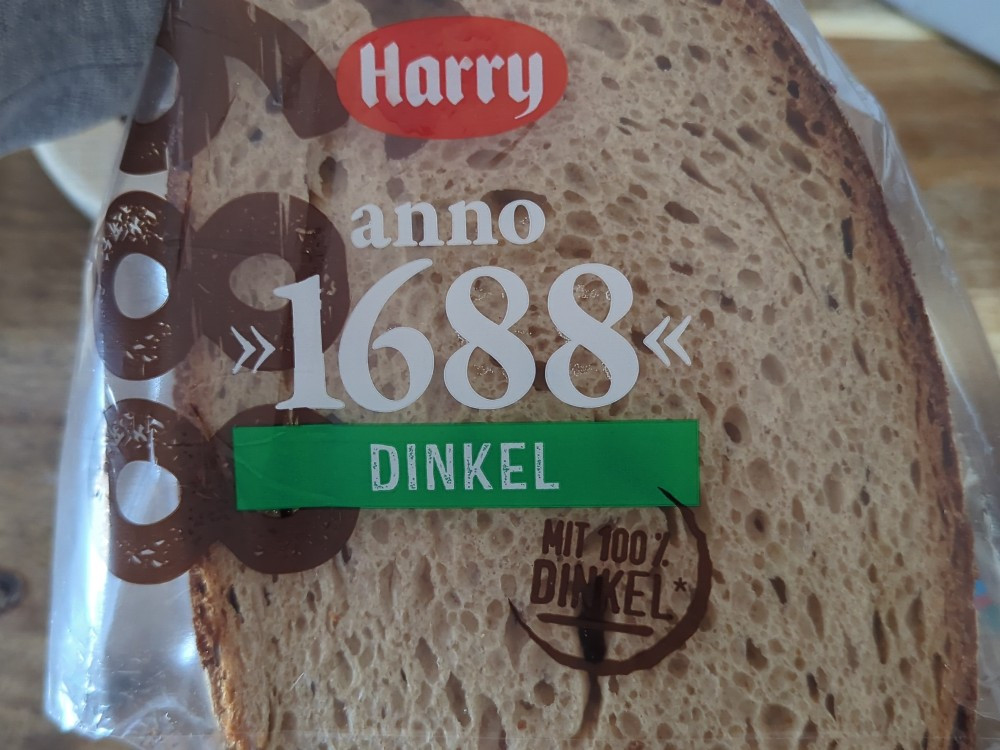 Harry
anno
»1688«
DINKEL
MIT 100%
DINKEL*